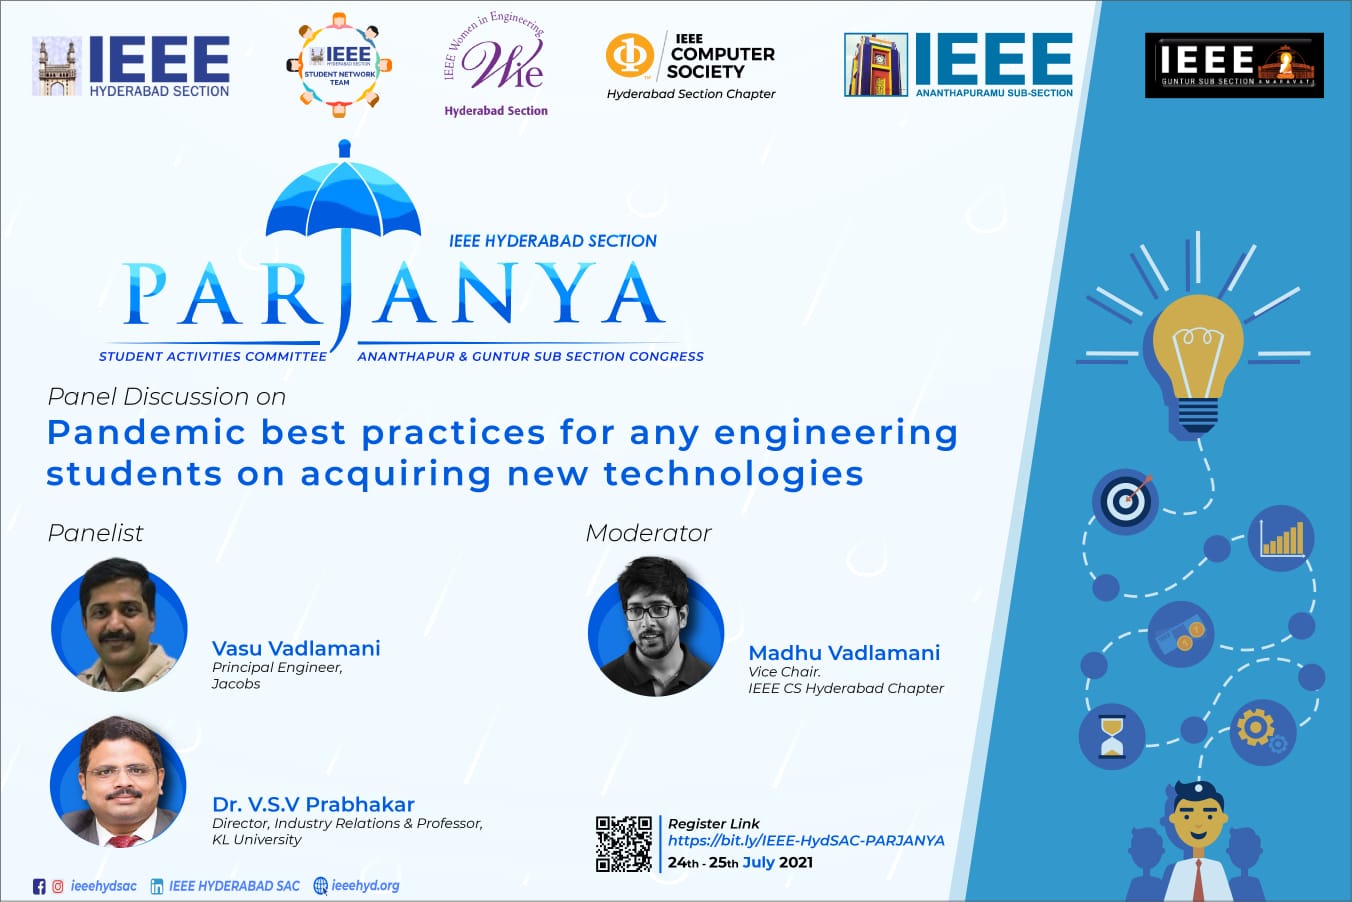 IEEE
HYDERABAD SECTION
IEEE
HYDERABAD SECTION
STUDENT NETWORK
TEAM
IEEE Women in Engineering
Wie
Hyderabad Section
IEEE
COMPUTER
SOCIETY
TM
Hyderabad Section Chapter
IEEE
ANANTHAPURAMU SUB-SECTION
IEEE
GUNTUR SUB SECTION AMARAVATI
IEEE HYDERABAD SECTION
PARJANYA
STUDENT ACTIVITIES COMMITTEE ANANTHAPUR & GUNTUR SUB SECTION CONGRESS
Panel Discussion on
Pandemic best practices for any engineering
students on acquiring new technologies
Panelist
Moderator
Vasu Vadlamani
Principal Engineer,
Jacobs
Madhu Vadlamani
Vice Chair.
IEEE CS Hyderabad Chapter
Dr. V.S.V Prabhakar
Director, Industry Relations & Professor,
KL University
Register Link
https://bit.ly/IEEE-HydSAC-PARJANYA
24th - 25th July 2021
ieeehydsac in IEEE HYDERABAD SAC ieeehyd.org